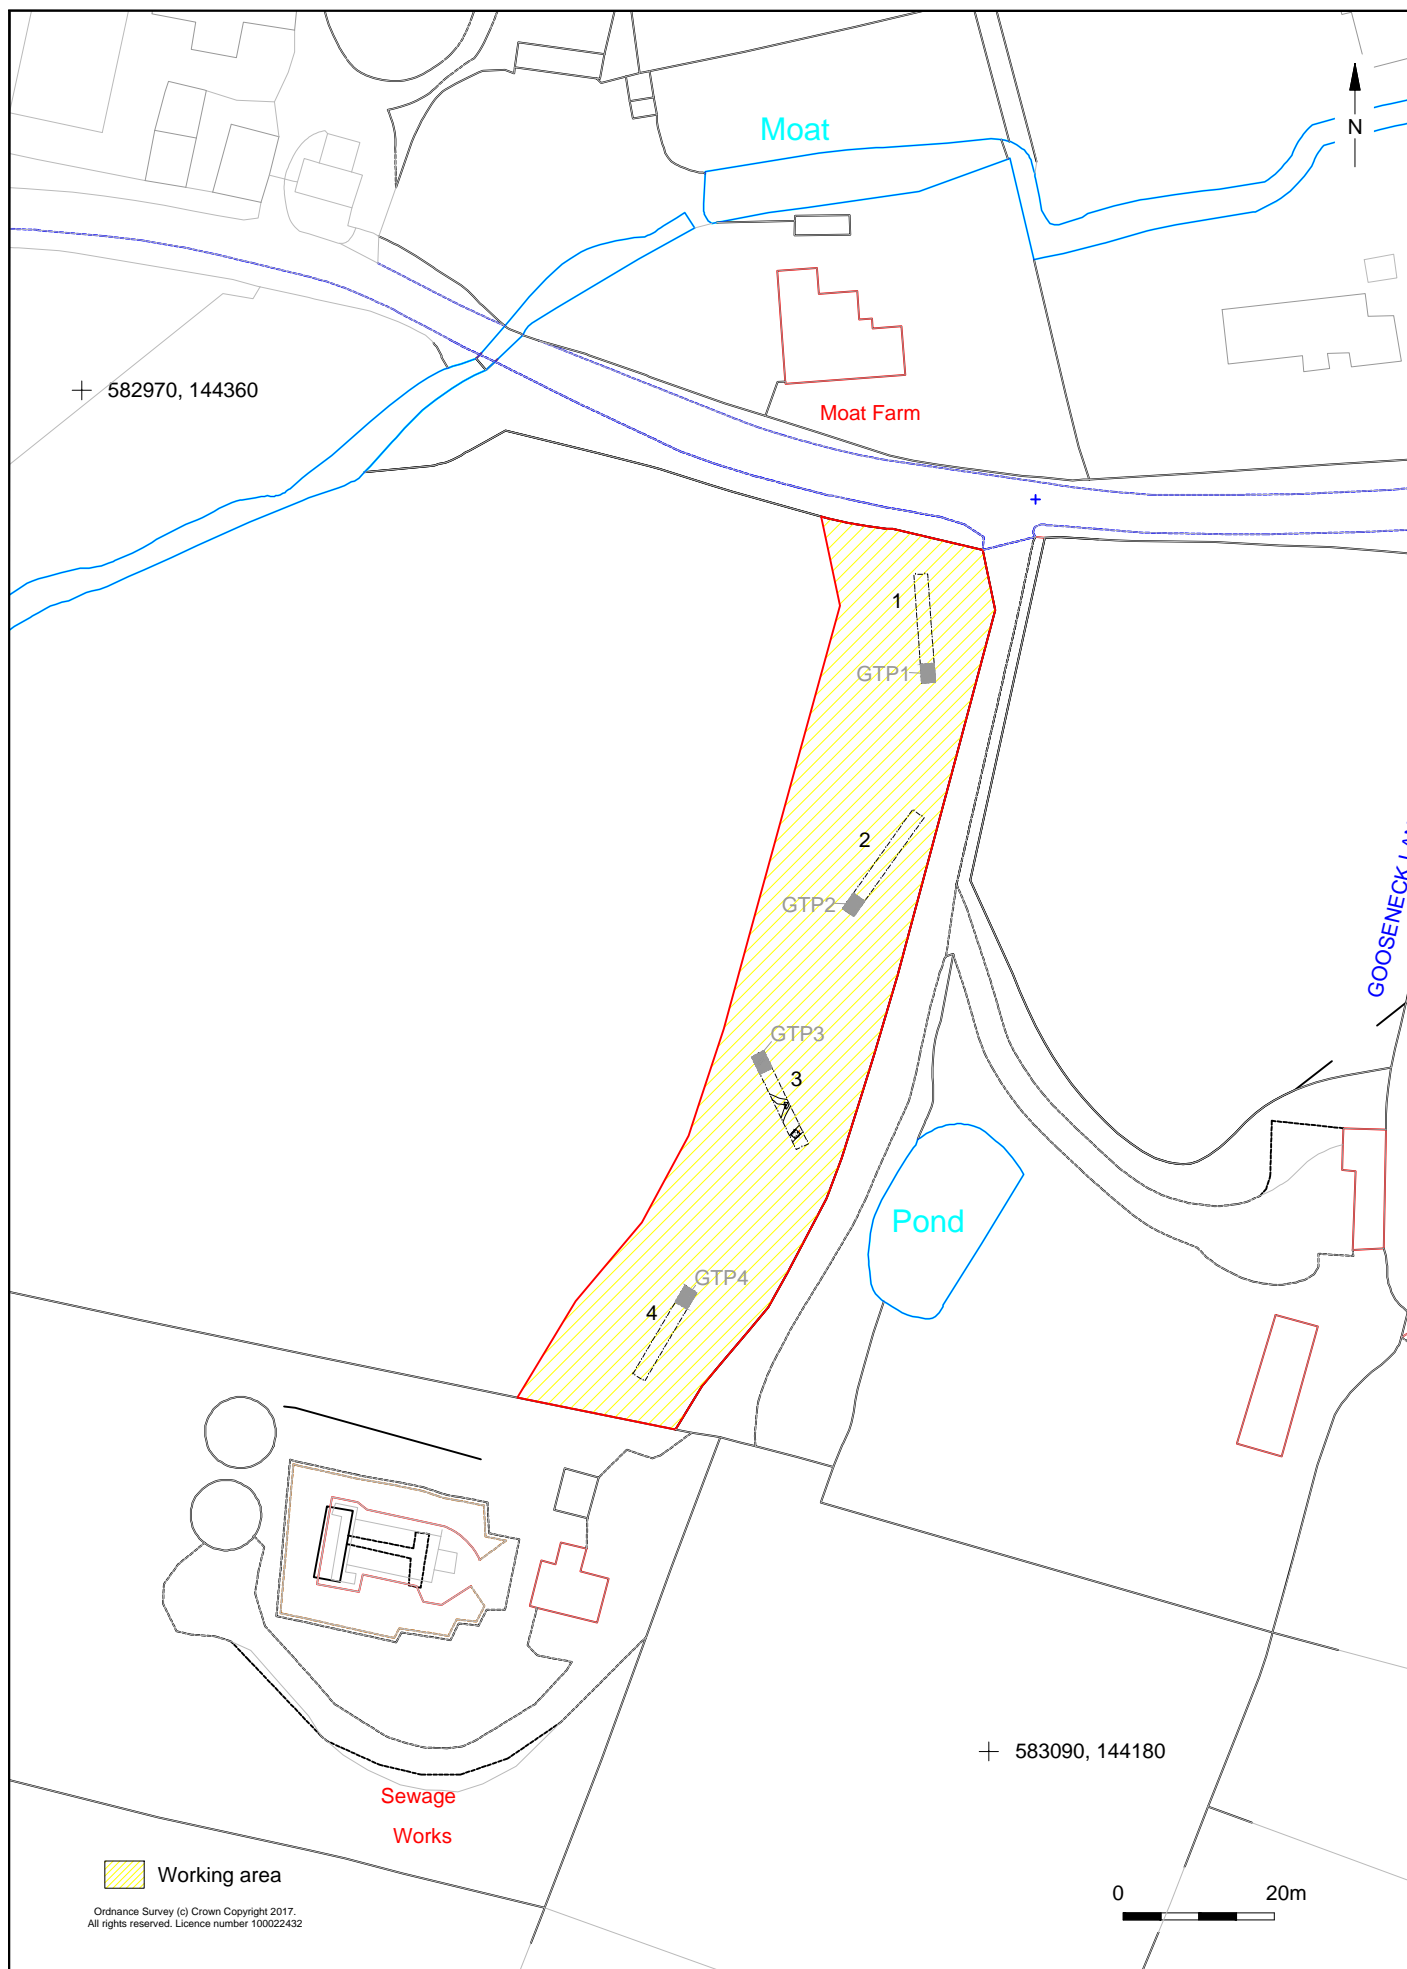 Moat
N
582970, 144360
Moat Farm
1
GTP1
2
GTP2
GOOSENECK
GTP3
3
Pond
GTP4
4
583090, 144180
Sewage
Works
Working area
0 20m
Ordnance Survey (c) Crown Copyright 2017.
All rights reserved. Licence number 100022432